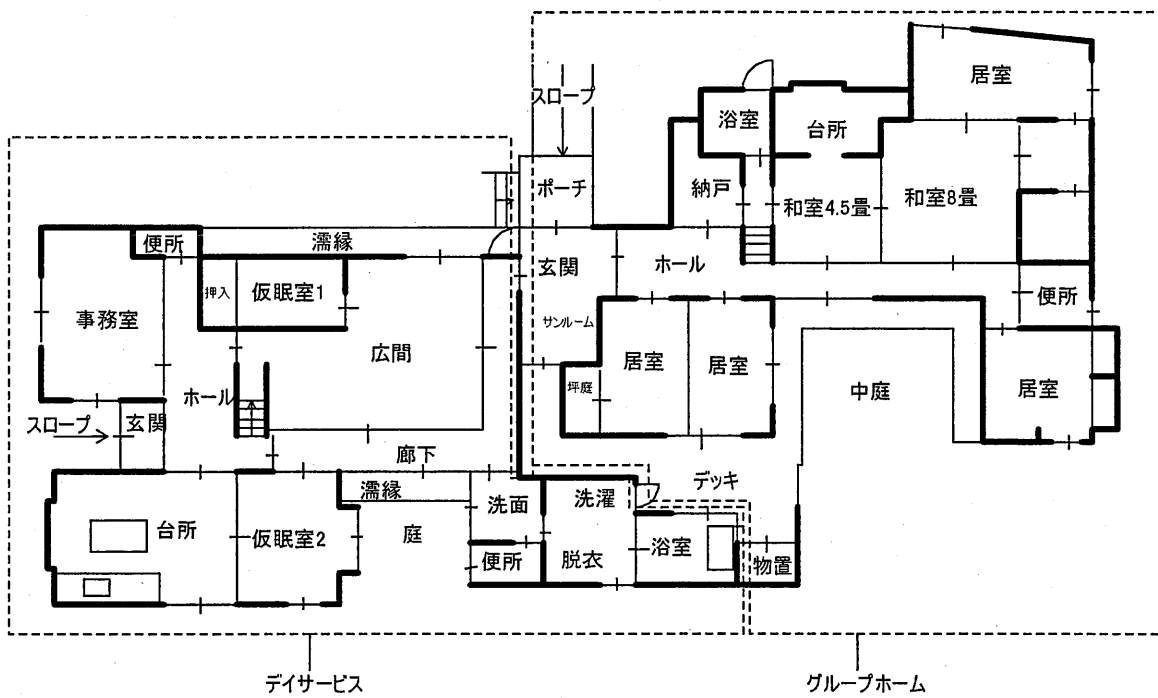 居室
スロープ
浴室
台所
ポーチ
納戸
和室4.5畳
和室8畳
便所
濡縁
玄関
ホール
押入
仮眠室1
便所
事務室
サンルーム
広間
居室
居室
坪庭
中庭
居室
ホール
スロープ
玄関
廊下
デッキ
濡縁
洗面
洗濯
台所
仮眠室2
庭
便所
脱衣
浴室
物置
デイサービス
グループホーム